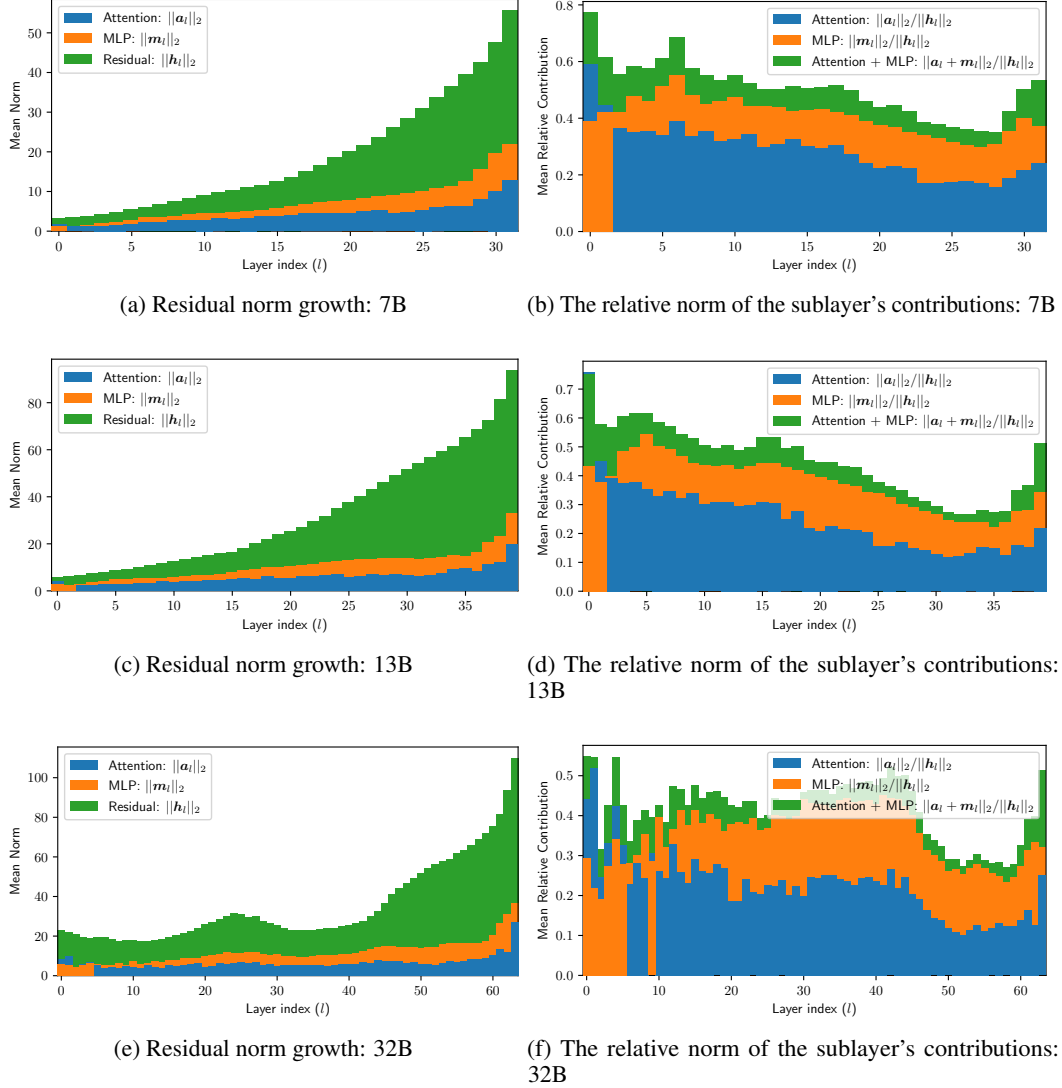 Attention: ||a_l||_2
MLP: ||m_l||_2
Residual: ||h_l||_2
Mean Norm
50
40
30
20
10
0
0 5 10 15 20 25 30
Layer index (l)
(a) Residual norm growth: 7B
Attention: ||a_l||_2/||h_l||_2
MLP: ||m_l||_2/||h_l||_2
Attention + MLP: ||a_l + m_l||_2/||h_l||_2
Mean Relative Contribution
0.8
0.6
0.4
0.2
0.0
0 5 10 15 20 25 30
Layer index (l)
(b) The relative norm of the sublayer's contributions: 7B
Attention: ||a_l||_2
MLP: ||m_l||_2
Residual: ||h_l||_2
Mean Norm
80
60
40
20
0
0 5 10 15 20 25 30 35
Layer index (l)
(c) Residual norm growth: 13B
Attention: ||a_l||_2/||h_l||_2
MLP: ||m_l||_2/||h_l||_2
Attention + MLP: ||a_l + m_l||_2/||h_l||_2
Mean Relative Contribution
0.7
0.6
0.5
0.4
0.3
0.2
0.1
0.0
0 5 10 15 20 25 30 35
Layer index (l)
(d) The relative norm of the sublayer's contributions:
13B
Attention: ||a_l||_2
MLP: ||m_l||_2
Residual: ||h_l||_2
Mean Norm
100
80
60
40
20
0
0 10 20 30 40 50 60
Layer index (l)
(e) Residual norm growth: 32B
Attention: ||a_l||_2/||h_l||_2
MLP: ||m_l||_2/||h_l||_2
Attention + MLP: ||a_l + m_l||_2/||h_l||_2
Mean Relative Contribution
0.5
0.4
0.3
0.2
0.1
0.0
0 10 20 30 40 50 60
Layer index (l)
(f) The relative norm of the sublayer's contributions:
32B